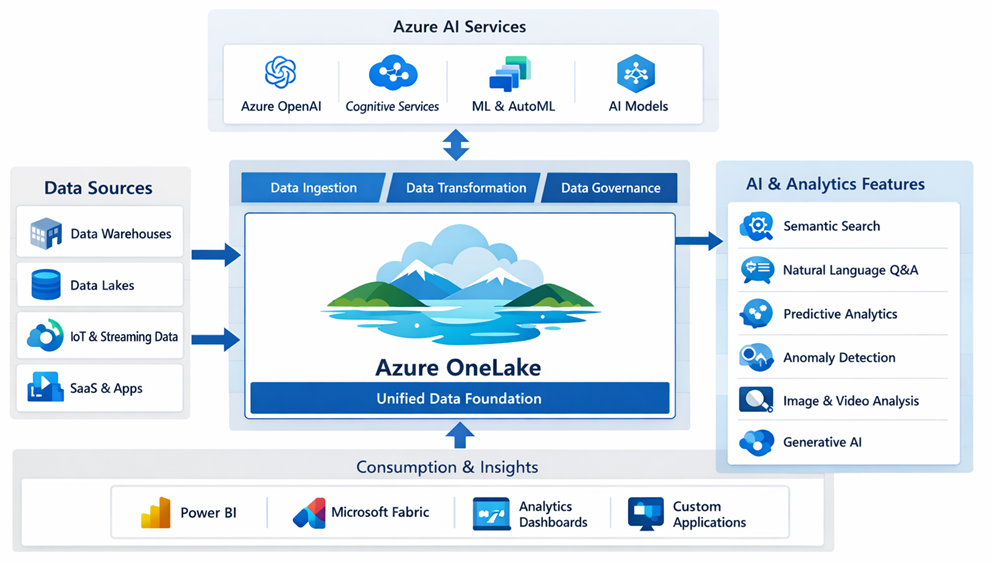 Azure AI Services
Azure OpenAI
Cognitive Services
ML & AutoML
AI Models
Data Sources
Data Warehouses
Data Lakes
IoT & Streaming Data
SaaS & Apps
Data Ingestion
Data Transformation
Data Governance
Azure OneLake
Unified Data Foundation
AI & Analytics Features
Semantic Search
Natural Language Q&A
Predictive Analytics
Anomaly Detection
Image & Video Analysis
Generative AI
Consumption & Insights
Power BI
Microsoft Fabric
Analytics
Dashboards
Custom
Applications